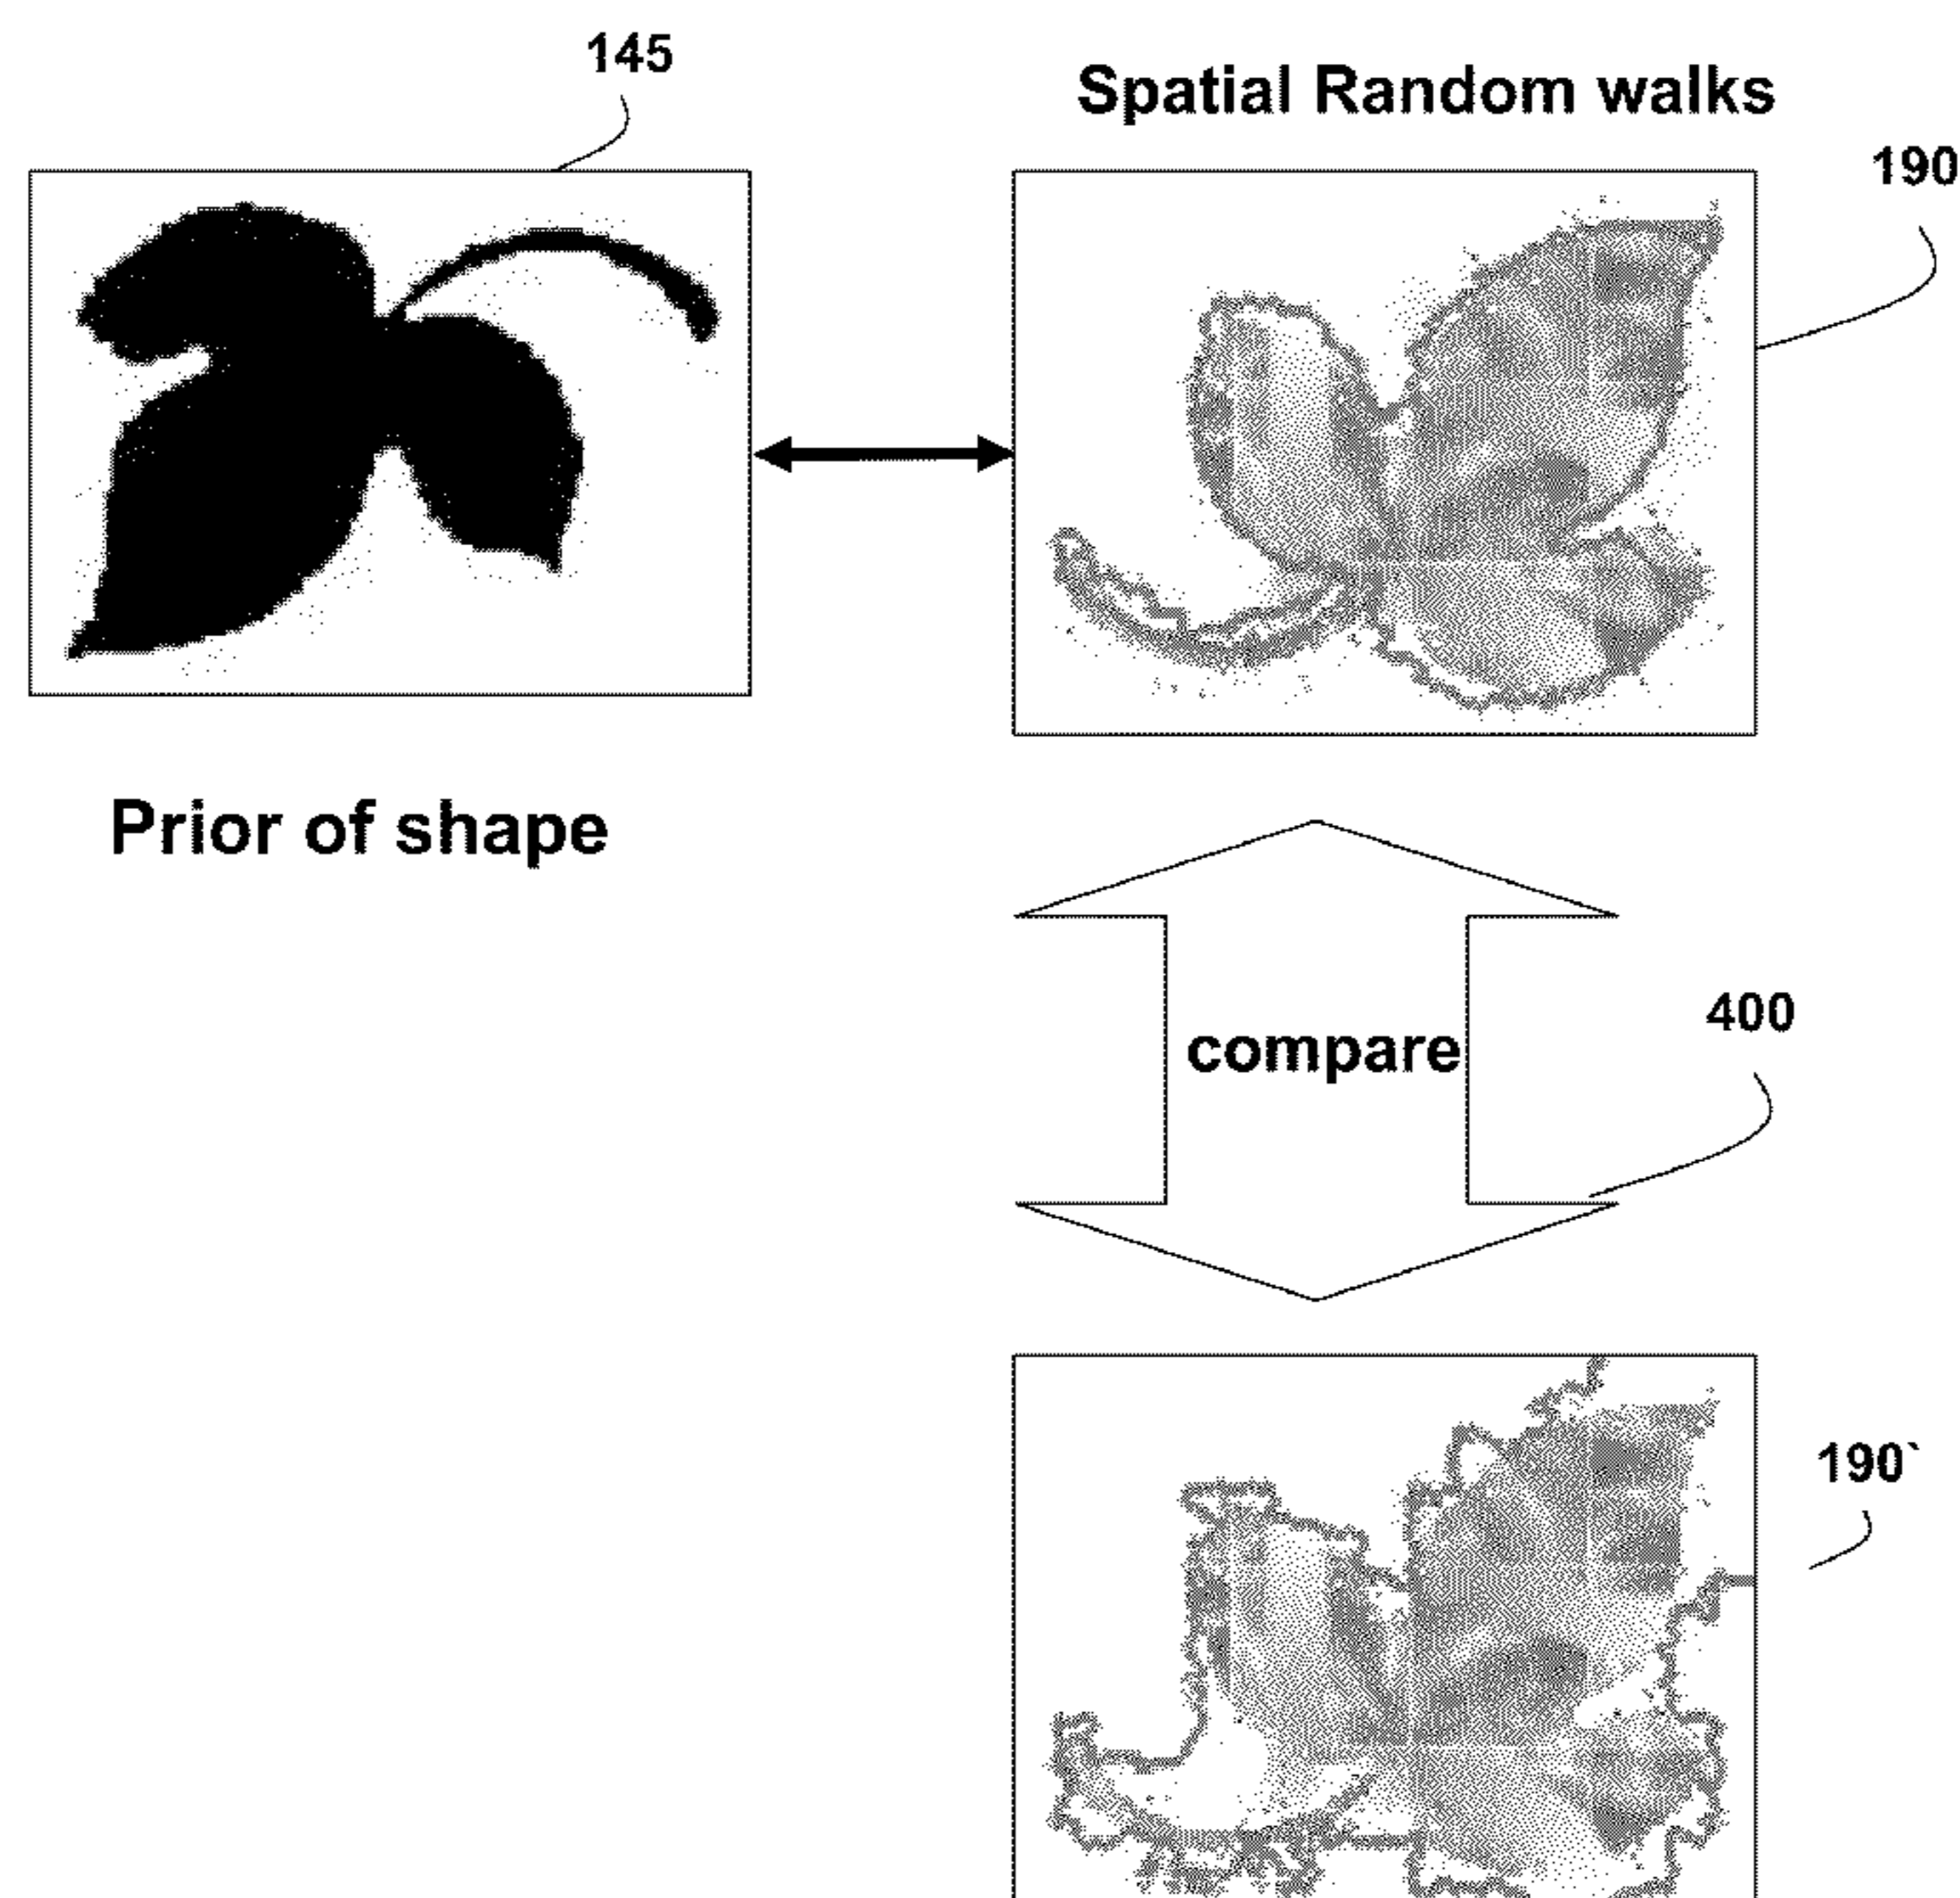 145
Spatial Random walks
190
Prior of shape
compare
400
190`